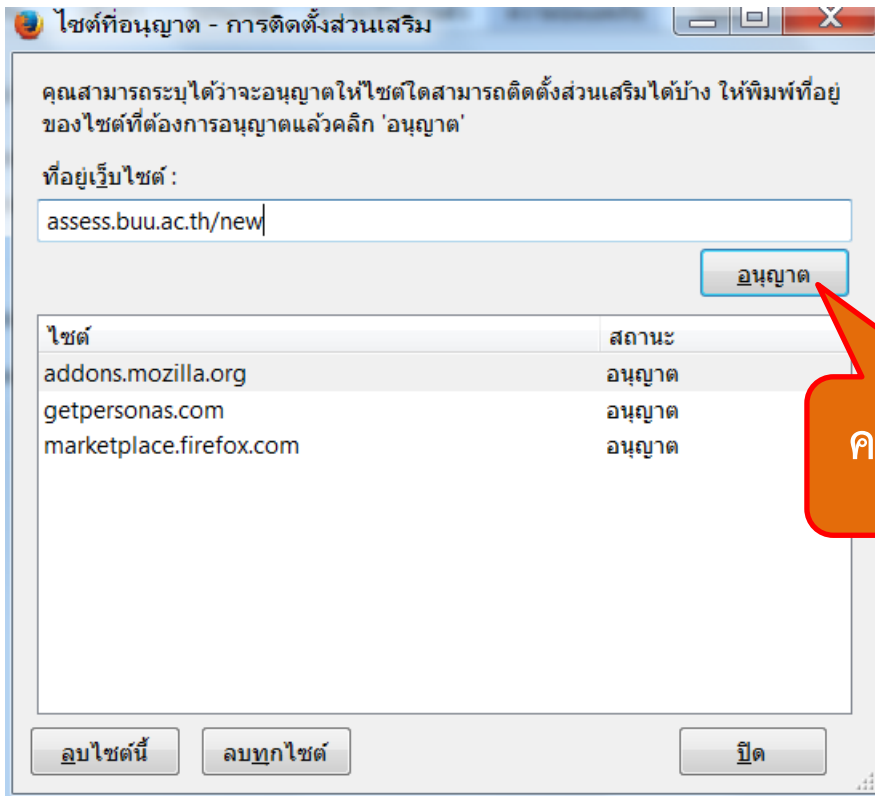 ไซต์ที่อนุญาต - การติดตั้งส่วนเสริม
คุณสามารถระบุได้ว่าจะอนุญาตให้ไซต์ใดสามารถติดตั้งส่วนเสริมได้บ้าง ให้พิมพ์ที่อยู่
ของไซต์ที่ต้องการอนุญาตแล้วคลิก 'อนุญาต'
ที่อยู่เว็บไซต์ :
assess.buu.ac.th/new
อนุญาต
ไซต์ สถานะ
addons.mozilla.org อนุญาต
getpersonas.com อนุญาต
marketplace.firefox.com อนุญาต
ลบไซต์นี้ ลบทุกไซต์ ปิด